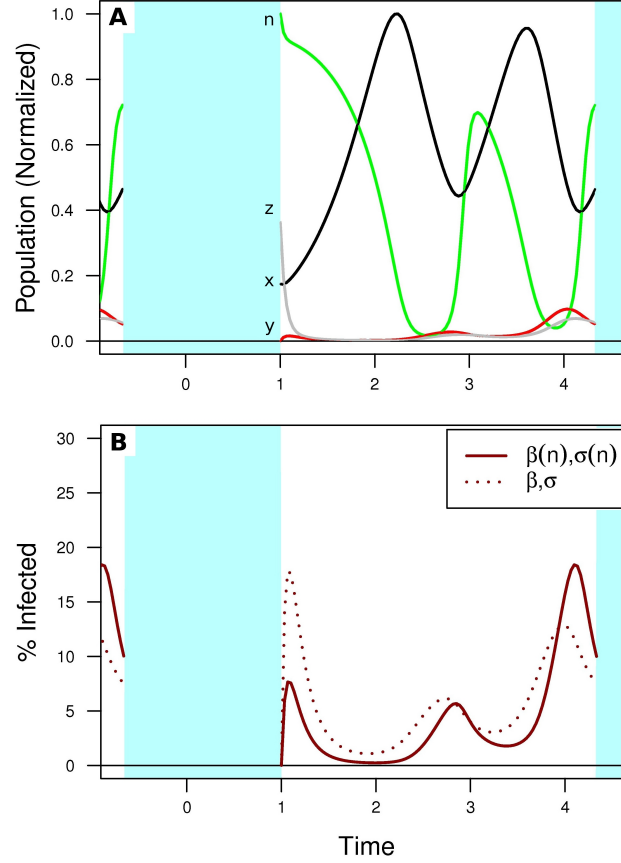 A
Population (Normalized)
1.0
0.8
0.6
0.4
0.2
0.0
n
z
x
y
0 1 2 3 4
B
% Infected
30
25
20
15
10
5
0
β(n),σ(n)
β,σ
0 1 2 3 4
Time